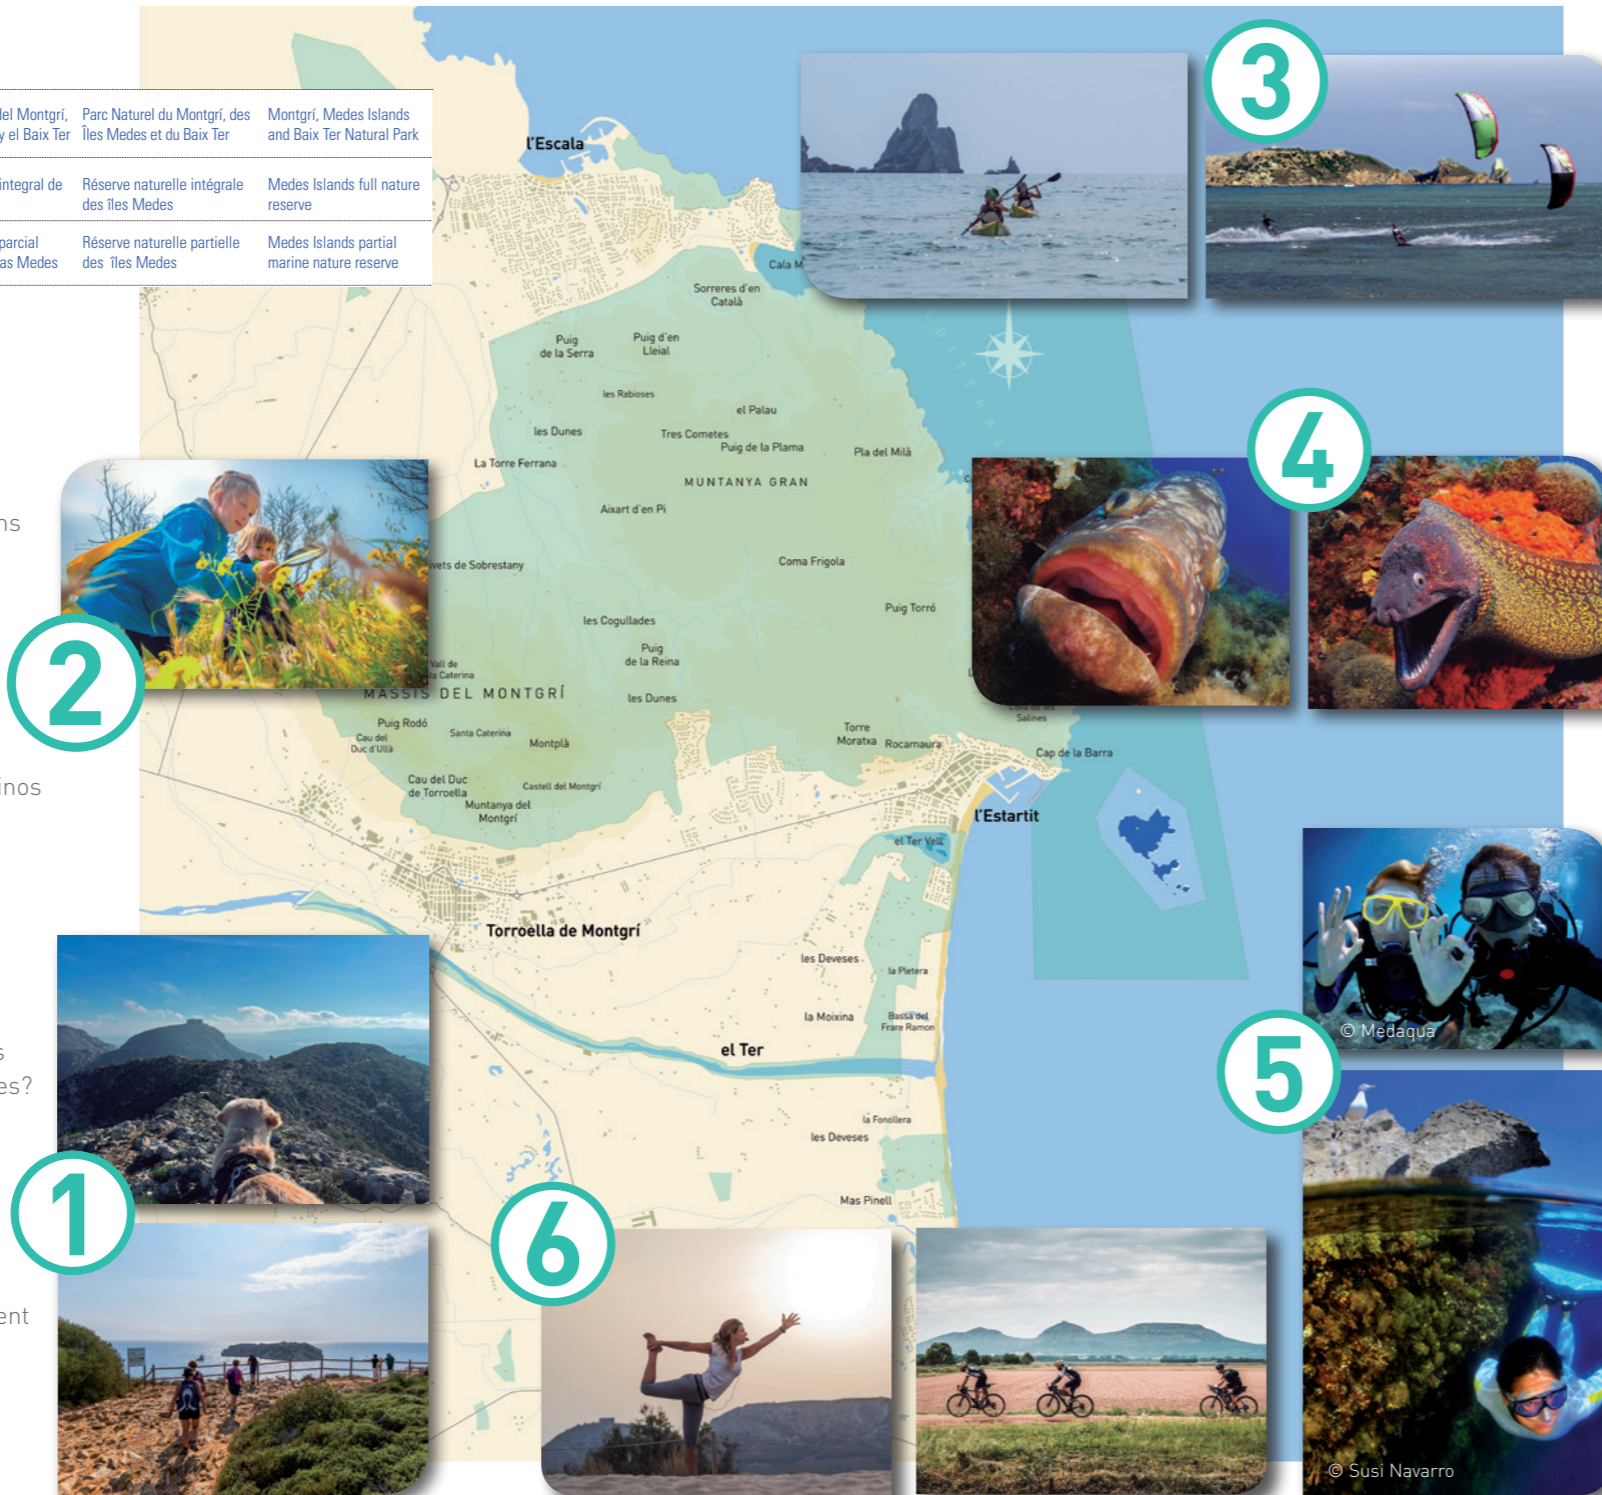 del Montgrí,
y el Baix Ter
Parc Naturel du Montgrí, des
Îles Medes et du Baix Ter
Montgrí, Medes Islands
and Baix Ter Natural Park
integral de
Réserve naturelle intégrale
des îles Medes
Medes Islands full nature
reserve
parcial
as Medes
Réserve naturelle partielle
des îles Medes
Medes Islands partial
marine nature reserve
l'Escala
3
Cala M
Sorreres d'en
Català
Puig
de la Serra
Puig d'en
Lleial
les Rabioses
el Palau
les Dunes
Tres Cometes
Puig de la Plama
Pla del Milà
La Torre Ferrana
MUNTANYA GRAN
4
Aixart d'en Pi
ns
vets de Sobrestany
Coma Frigola
Puig Torró
les Cogullades
2
Puig
de la Reina
Vall de
ta Caterina
MASSÍS DEL MONTGRÍ
les Dunes
Puig Rodó
Cau del
Duc d'Ullà
Santa Caterina
Montplà
Torre
Moratxa
Rocamaura
Cova de les
Salines
Cap de la Barra
inos
Cau del Duc
de Torroella
Castell del Montgrí
Muntanya del
Montgrí
l'Estartit
el Ter Vell
Torroella de Montgrí
les Deveses
la Pletera
la Moixina
Bassa del
Frare Ramon
© Medaqua
s
es?
el Ter
5
la Fonollera
les Deveses
1
Mas Pinell
6
ent
© Susi Navarro